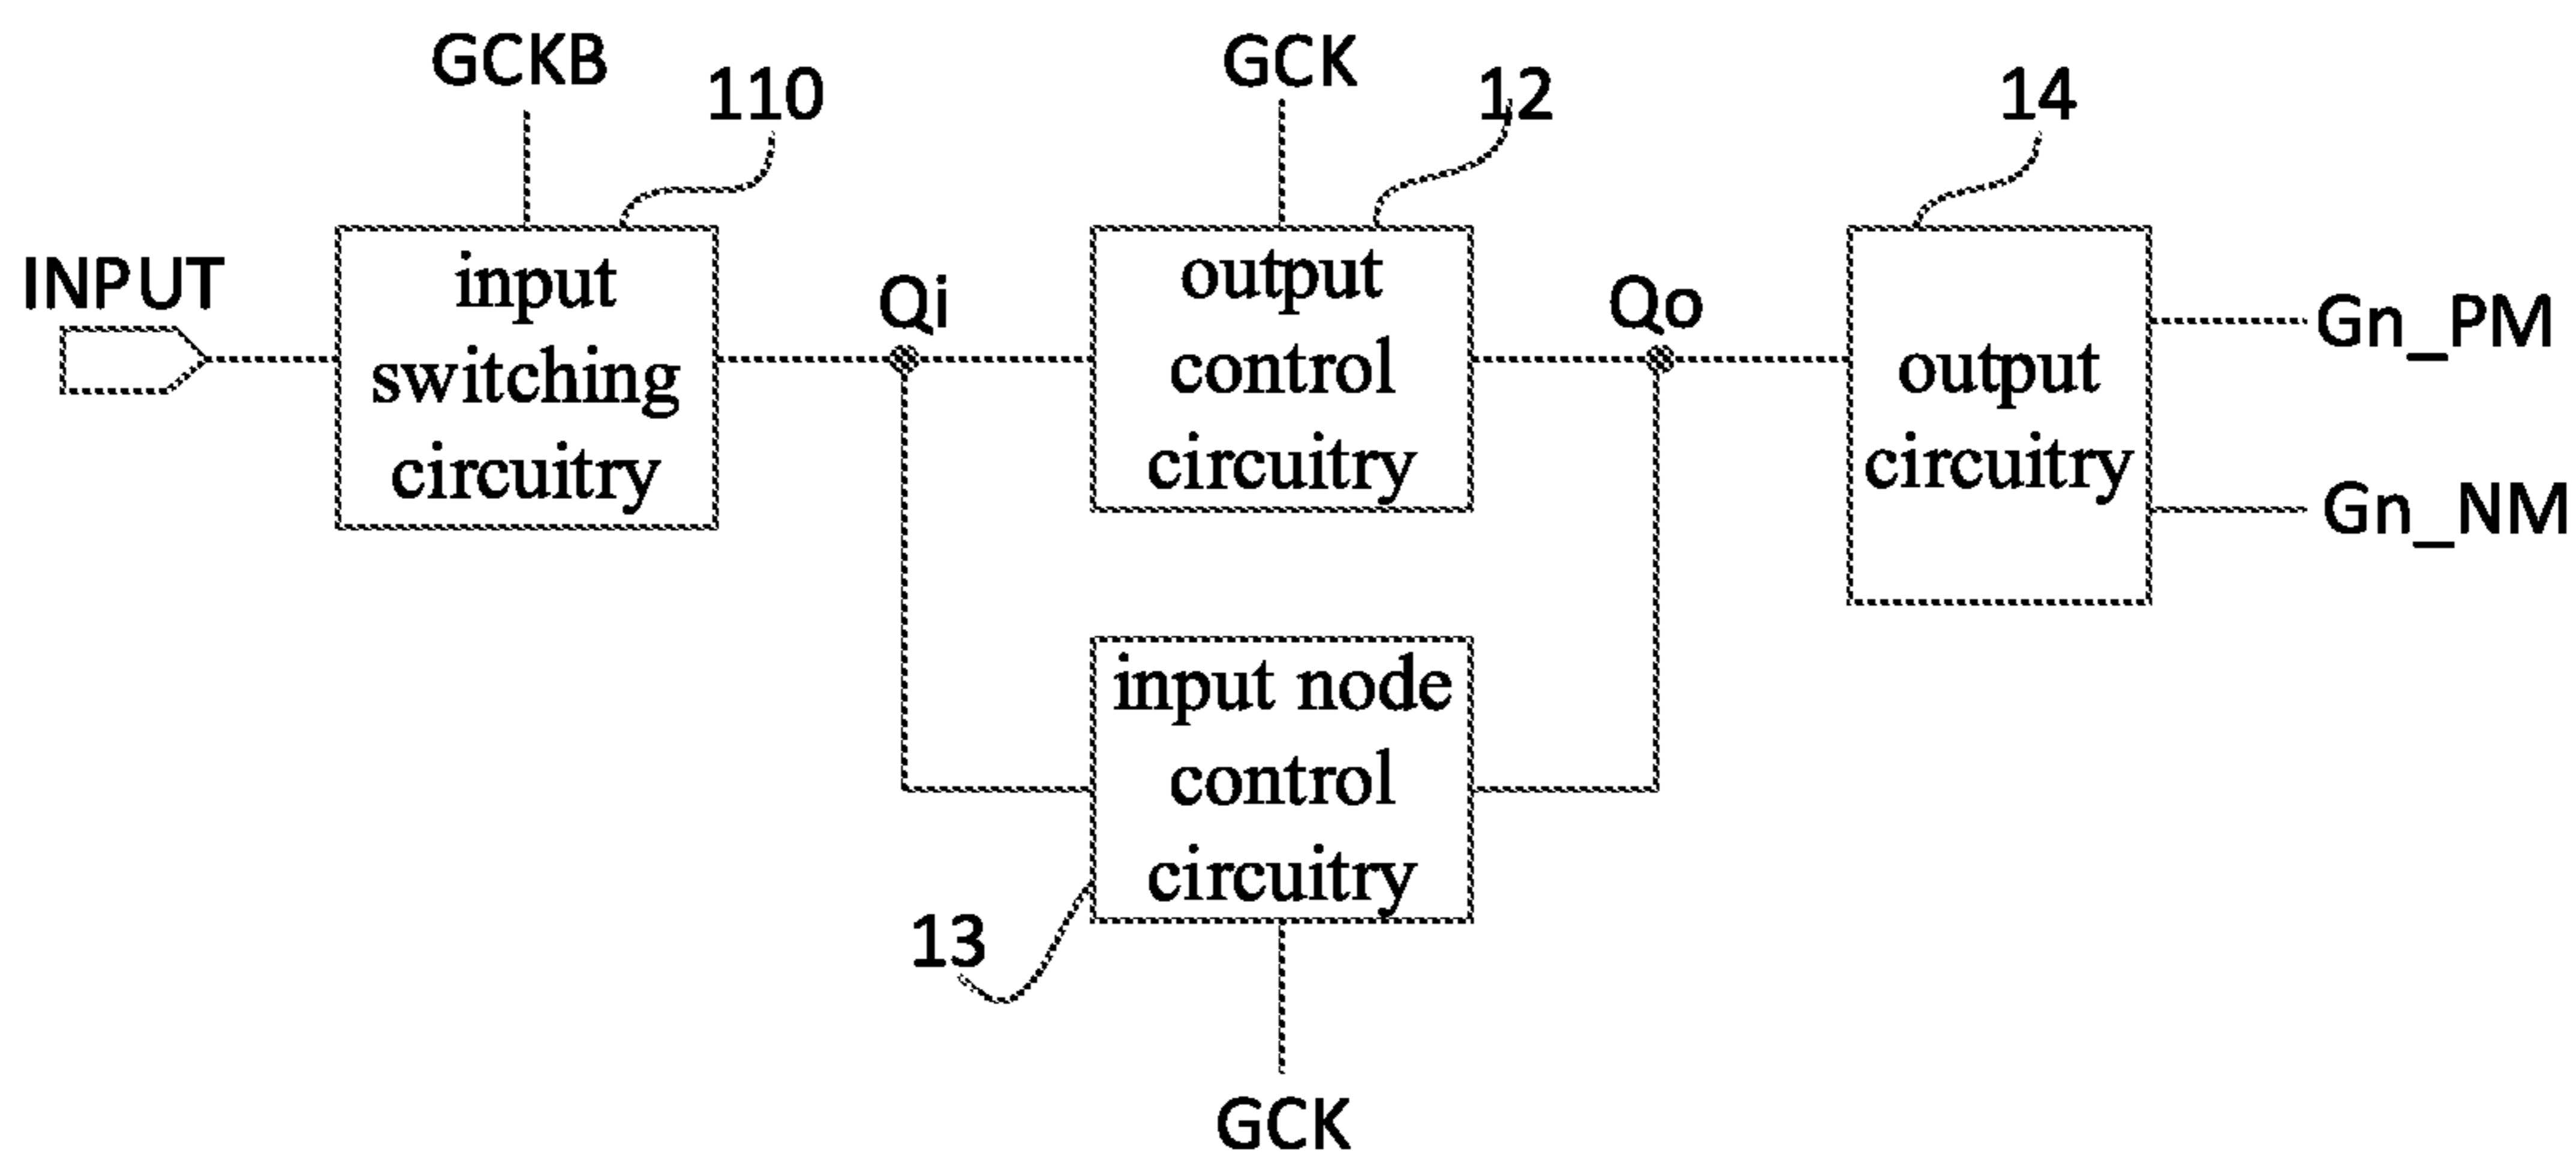 GCKB
110
GCK
12
14
INPUT
input
switching
circuitry
Qi
output
control
circuitry
Qo
output
circuitry
Gn_PM
Gn_NM
input node
control
circuitry
13
GCK